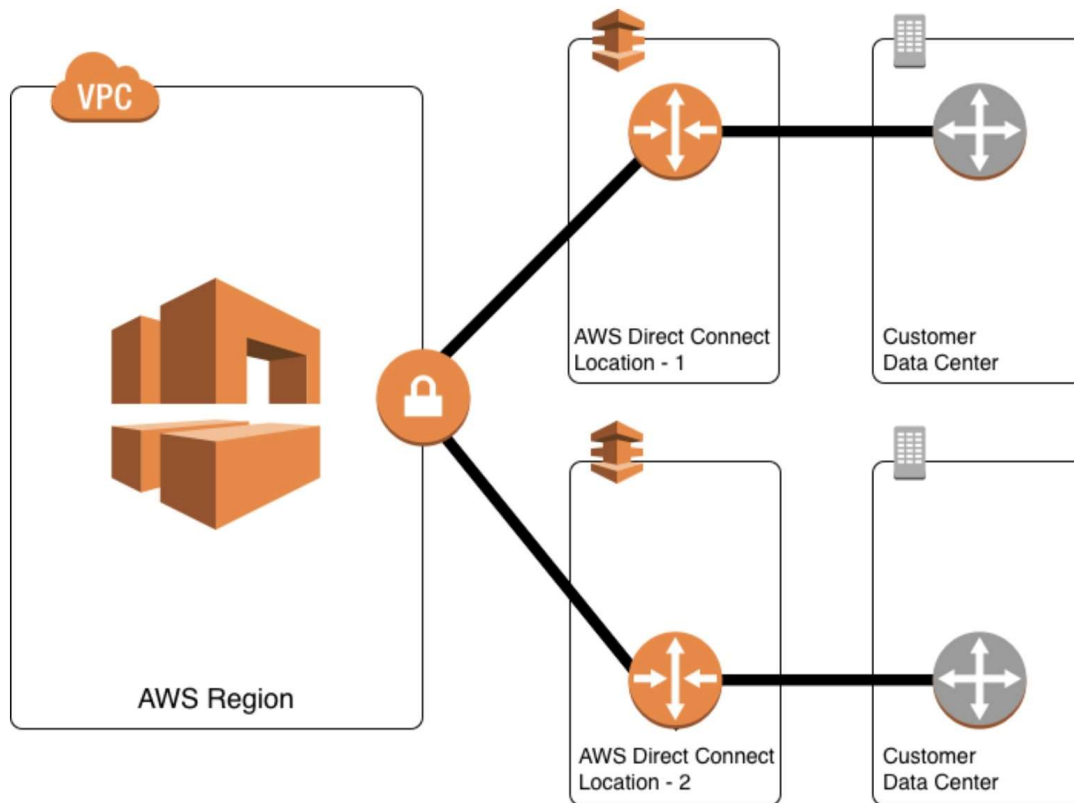 VPC
AWS Region
AWS Direct Connect
Location - 1
Customer
Data Center
AWS Direct Connect
Location - 2
Customer
Data Center